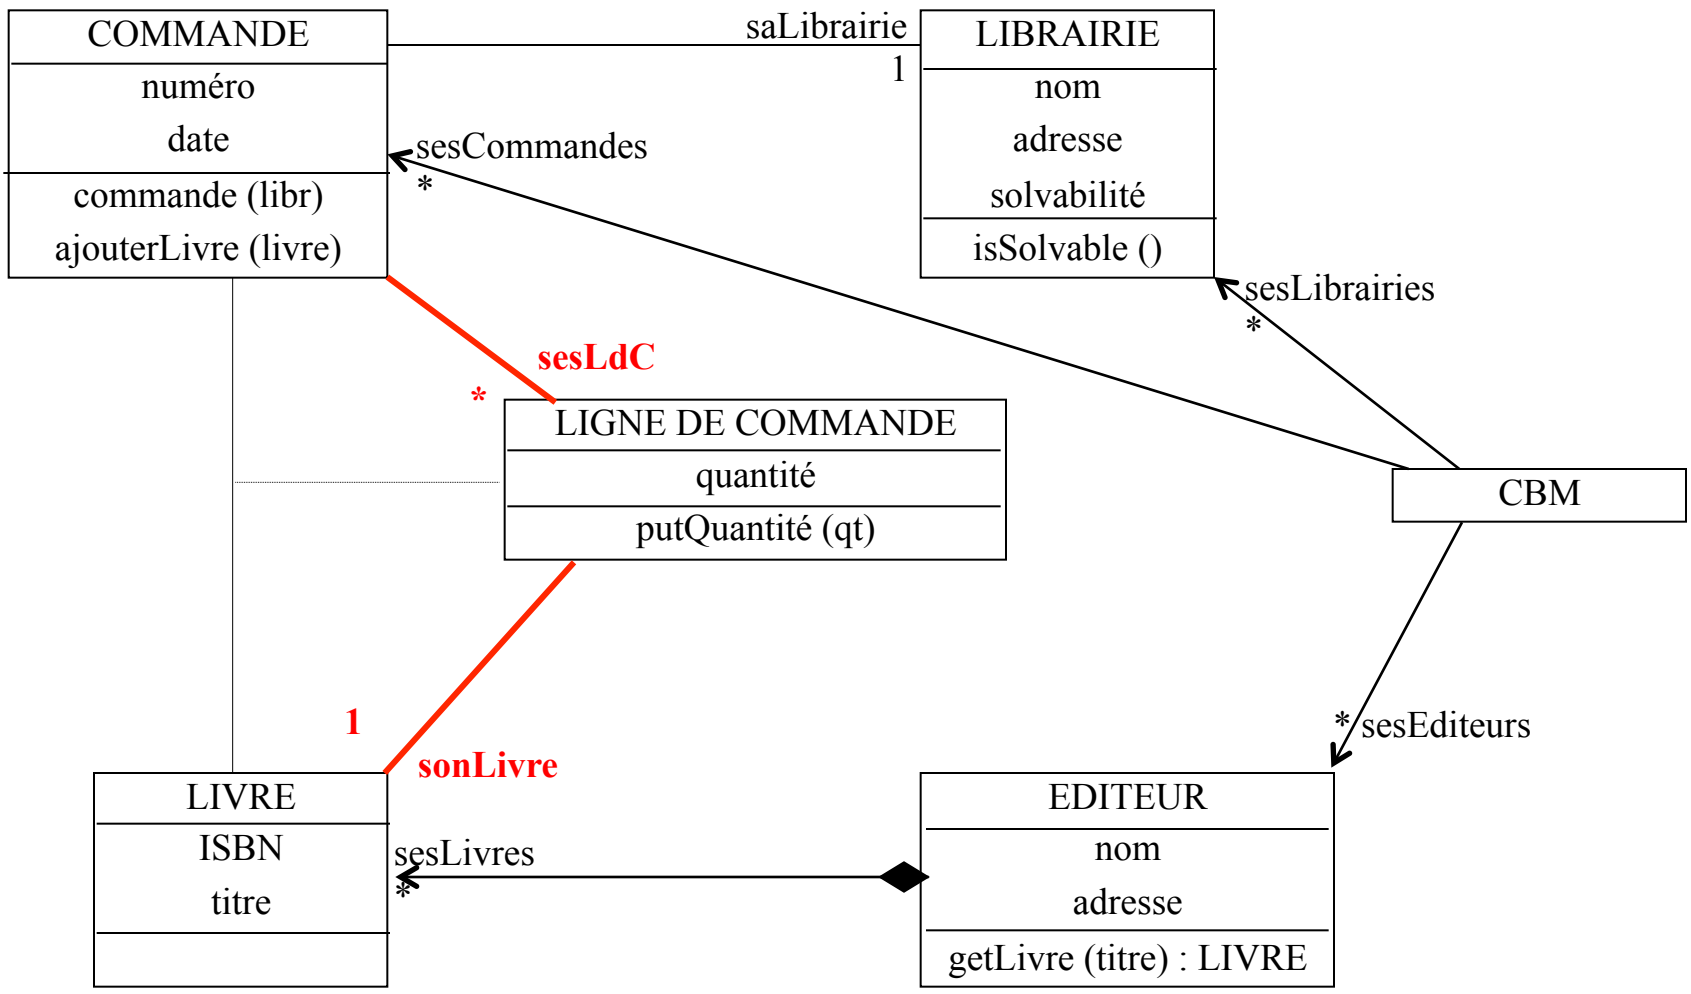 COMMANDE
numéro
date
commande (libr)
ajouterLivre (livre)
saLibrairie
1
LIBRAIRIE
nom
adresse
solvabilité
isSolvable ()
sesCommandes
*
sesLibrairies
*
sesLdC
*
LIGNE DE COMMANDE
quantité
putQuantité (qt)
CBM
1
sonLivre
* sesEditeurs
LIVRE
ISBN
titre
sesLivres
*
EDITEUR
nom
adresse
getLivre (titre) : LIVRE